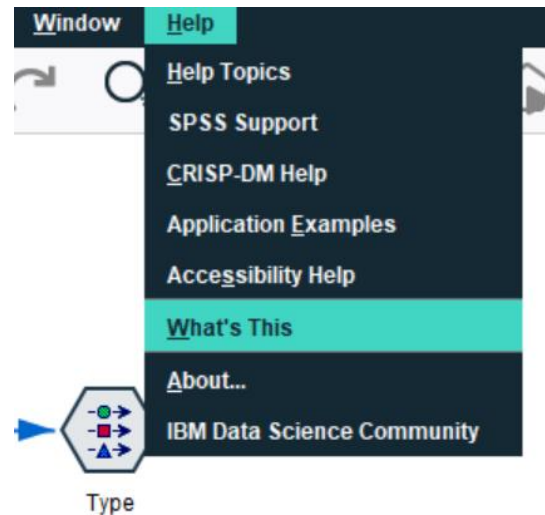 Window Help
Help Topics
SPSS Support
CRISP-DM Help
Application Examples
Accessibility Help
What's This
About...
IBM Data Science Community
Type